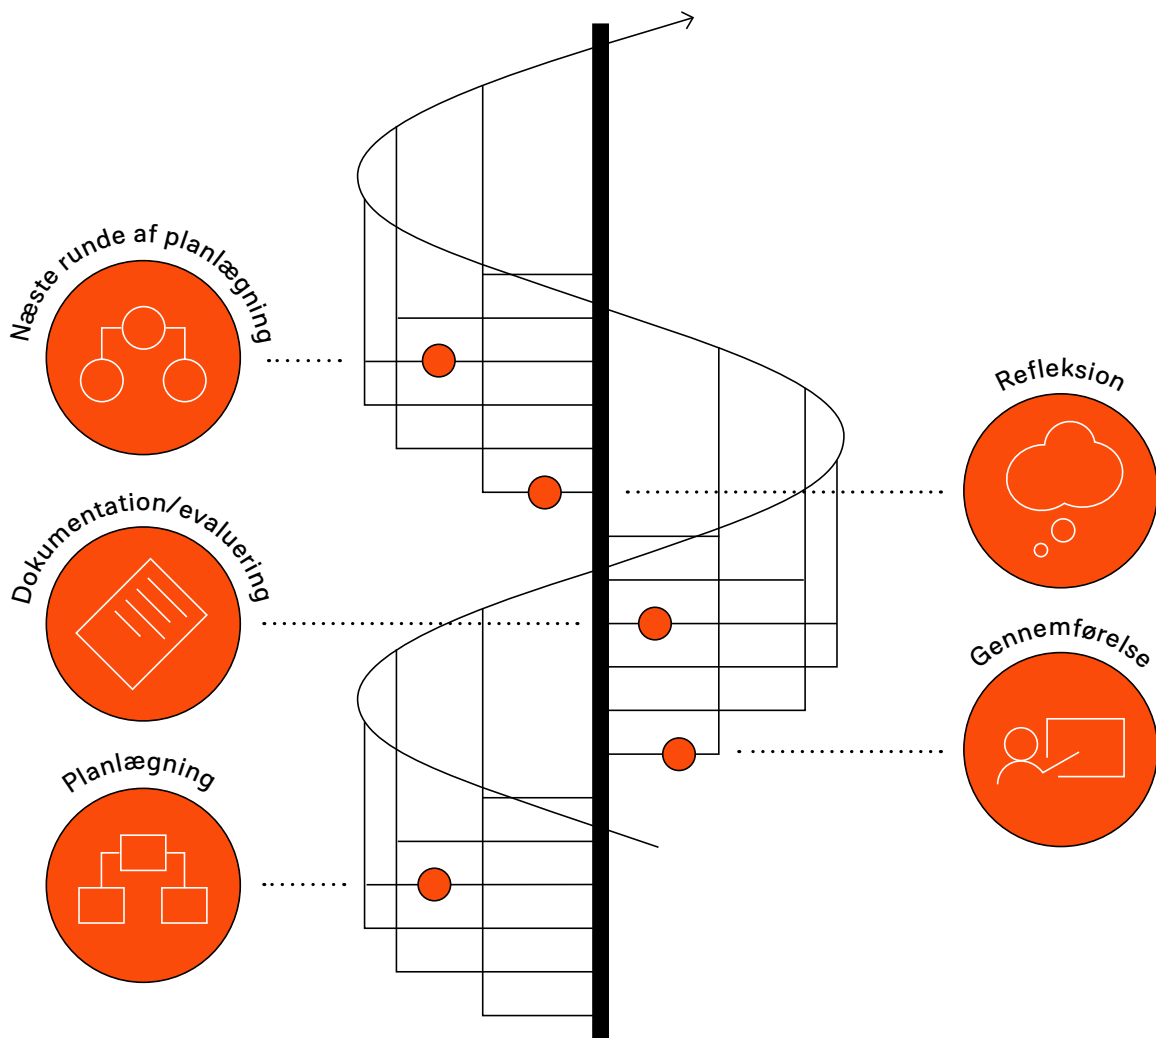 Næste runde af planlægning
Refleksion
Dokumentation/evaluering
Gennemførelse
Planlægning